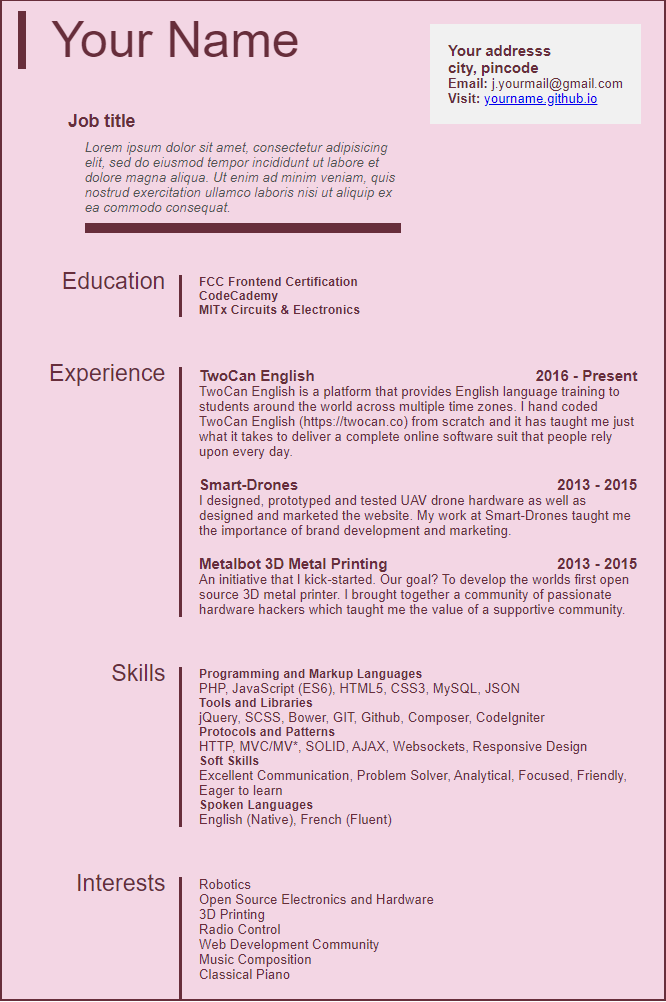 Your Name
Your addresss
city, pincode
Email: j.yourmail@gmail.com
Visit: yourname.github.io
Job title
Lorem ipsum dolor sit amet, consectetur adipisicing
elit, sed do eiusmod tempor incididunt ut labore et
dolore magna aliqua. Ut enim ad minim veniam, quis
nostrud exercitation ullamco laboris nisi ut aliquip ex
ea commodo consequat.
Education
FCC Frontend Certification
CodeCademy
MITx Circuits & Electronics
Experience
TwoCan English 2016 - Present
TwoCan English is a platform that provides English language training to
students around the world across multiple time zones. I hand coded
TwoCan English (https://twocan.co) from scratch and it has taught me just
what it takes to deliver a complete online software suit that people rely
upon every day.
Smart-Drones 2013 - 2015
I designed, prototyped and tested UAV drone hardware as well as
designed and marketed the website. My work at Smart-Drones taught me
the importance of brand development and marketing.
Metalbot 3D Metal Printing 2013 - 2015
An initiative that I kick-started. Our goal? To develop the worlds first open
source 3D metal printer. I brought together a community of passionate
hardware hackers which taught me the value of a supportive community.
Skills
Programming and Markup Languages
PHP, JavaScript (ES6), HTML5, CSS3, MySQL, JSON
Tools and Libraries
jQuery, SCSS, Bower, GIT, Github, Composer, CodeIgniter
Protocols and Patterns
HTTP, MVC/MV*, SOLID, AJAX, Websockets, Responsive Design
Soft Skills
Excellent Communication, Problem Solver, Analytical, Focused, Friendly,
Eager to learn
Spoken Languages
English (Native), French (Fluent)
Interests
Robotics
Open Source Electronics and Hardware
3D Printing
Radio Control
Web Development Community
Music Composition
Classical Piano